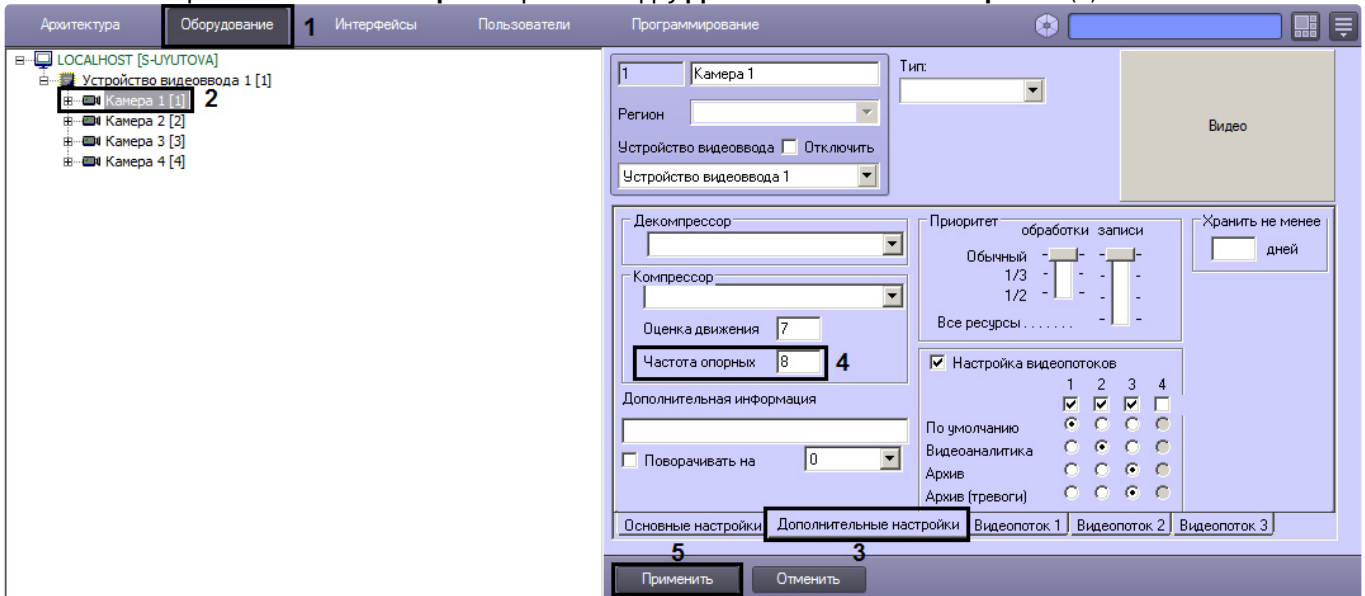 Архитектура Оборудование 1 Интерфейсы Пользователи Программирование
LOCALHOST [S-UYUTOVA]
Устройство видеоввода 1 [1]
Камера 1 [1] 2
Камера 2 [2]
Камера 3 [3]
Камера 4 [4]
1 Камера 1
Регион
Устройство видеоввода Отключить
Устройство видеоввода 1
Тип:
Видео
Декомпрессор
Компрессор
Оценка движения 7
Частота опорных 8 4
Дополнительная информация
Поворачивать на 0
Приоритет
обработки записи
Обычный
1/3
1/2
Все ресурсы.......
Хранить не менее
дней
Настройка видеопотоков
1 2 3 4
По умолчанию
Видеоаналитика
Архив
Архив (тревоги)
Основные настройки Дополнительные настройки Видеопоток 1 Видеопоток 2 Видеопоток 3
5 3
Применить Отменить